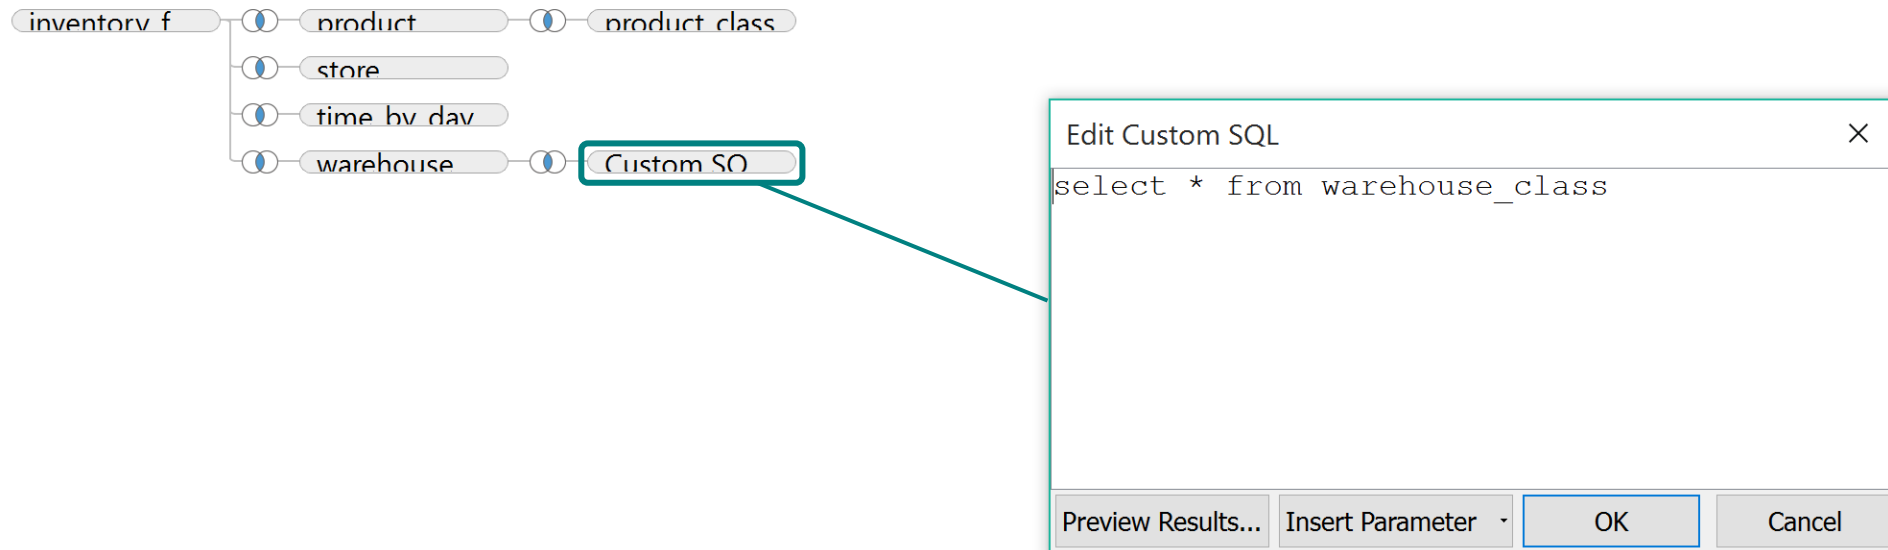 inventory_f
product
product_class
store
time_by_day
warehouse
Custom SQ
Edit Custom SQL
select * from warehouse_class
Preview Results...
Insert Parameter
OK
Cancel